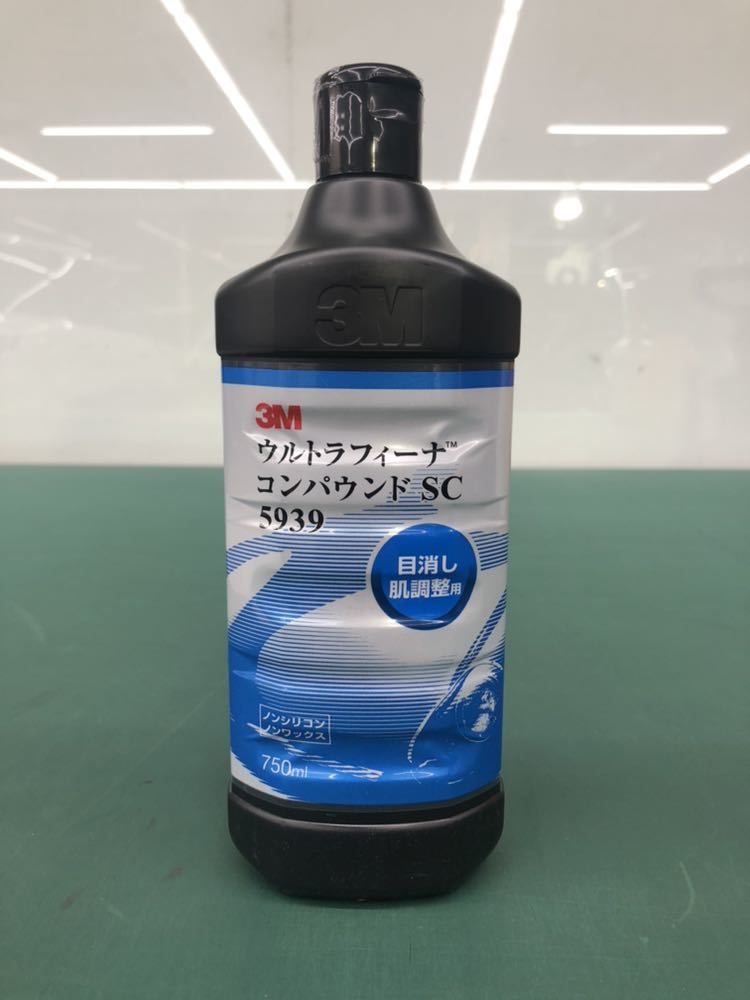 3M
3M
ウルトラフィーナ™
コンパウンド SC
5939
目消し
肌調整用
ノンシリコン
ノンワックス
750ml